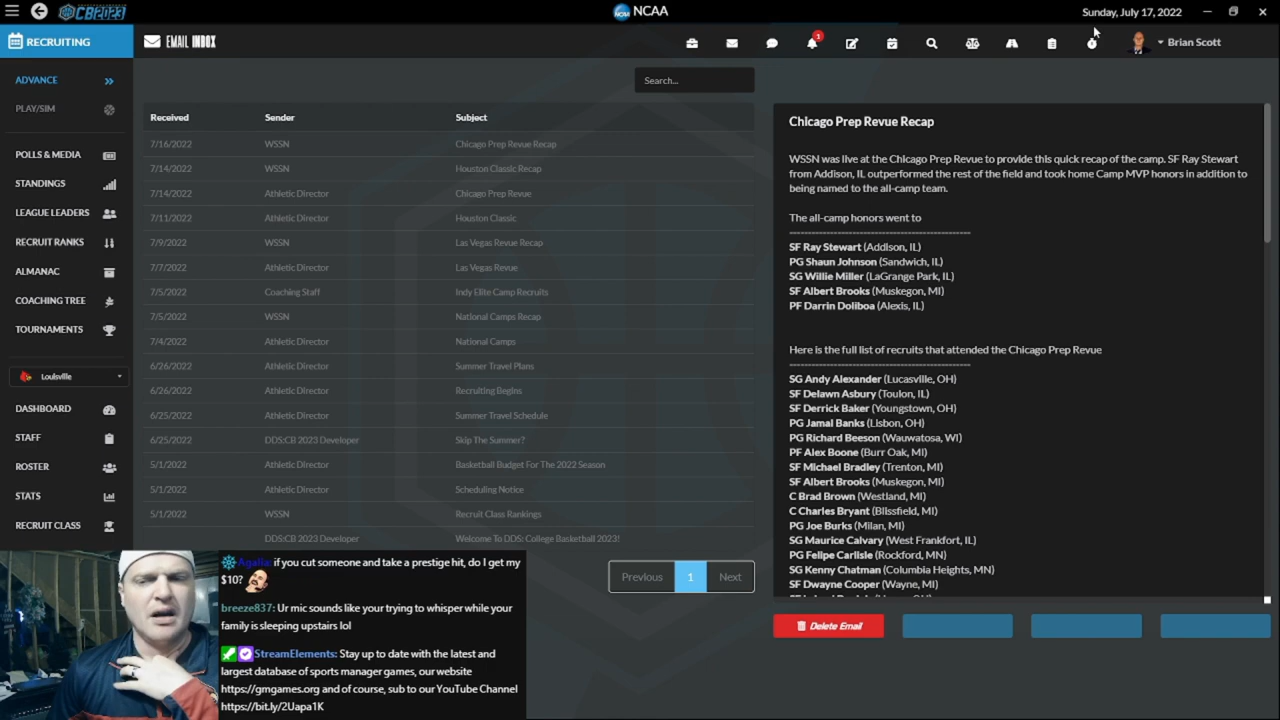 CB2023
NCAA
Sunday, July 17, 2022
RECRUITING
EMAIL INBOX
1
Brian Scott
ADVANCE
PLAY/SIM
POLLS & MEDIA
STANDINGS
LEAGUE LEADERS
RECRUIT RANKS
ALMANAC
COACHING TREE
TOURNAMENTS
Louisville
DASHBOARD
STAFF
ROSTER
STATS
RECRUIT CLASS
Search...
Received Sender Subject
7/16/2022 WSSN Chicago Prep Revue Recap
7/14/2022 WSSN Houston Classic Recap
7/14/2022 Athletic Director Chicago Prep Revue
7/11/2022 Athletic Director Houston Classic
7/9/2022 WSSN Las Vegas Revue Recap
7/7/2022 Athletic Director Las Vegas Revue
7/5/2022 Coaching Staff Indy Elite Camp Recruits
7/5/2022 WSSN National Camps Recap
7/4/2022 Athletic Director National Camps
6/26/2022 Athletic Director Summer Travel Plans
6/26/2022 Athletic Director Recruiting Begins
6/25/2022 Athletic Director Summer Travel Schedule
6/25/2022 DDS:CB 2023 Developer Skip The Summer?
5/1/2022 Athletic Director Basketball Budget For The 2022 Season
5/1/2022 Athletic Director Scheduling Notice
5/1/2022 WSSN Recruit Class Rankings
DDS:CB 2023 Developer Welcome To DDS: College Basketball 2023!
Previous 1 Next
Chicago Prep Revue Recap
WSSN was live at the Chicago Prep Revue to provide this quick recap of the camp. SF Ray Stewart
from Addison, IL outperformed the rest of the field and took home Camp MVP honors in addition to
being named to the all-camp team.
The all-camp honors went to
------------------------------------------------
SF Ray Stewart (Addison, IL)
PG Shaun Johnson (Sandwich, IL)
SG Willie Miller (LaGrange Park, IL)
SF Albert Brooks (Muskegon, MI)
PF Darrin Doliboa (Alexis, IL)
Here is the full list of recruits that attended the Chicago Prep Revue
------------------------------------------------
SG Andy Alexander (Lucasville, OH)
SF Delawn Asbury (Toulon, IL)
SF Derrick Baker (Youngstown, OH)
PG Jamal Banks (Lisbon, OH)
PG Richard Beeson (Wauwatosa, WI)
PF Alex Boone (Burr Oak, MI)
SF Michael Bradley (Trenton, MI)
SF Albert Brooks (Muskegon, MI)
C Brad Brown (Westland, MI)
C Charles Bryant (Blissfield, MI)
PG Joe Burks (Milan, MI)
SG Maurice Calvary (West Frankfort, IL)
PG Felipe Carlisle (Rockford, MN)
SG Kenny Chatman (Columbia Heights, MN)
SF Dwayne Cooper (Wayne, MI)
Delete Email
Agalia: if you cut someone and take a prestige hit, do I get my
$10?
breeze837: Ur mic sounds like your trying to whisper while your
family is sleeping upstairs lol
StreamElements: Stay up to date with the latest and
largest database of sports manager games, our website
https://gmgames.org and of course, sub to our YouTube Channel
https://bit.ly/2Uapa1K